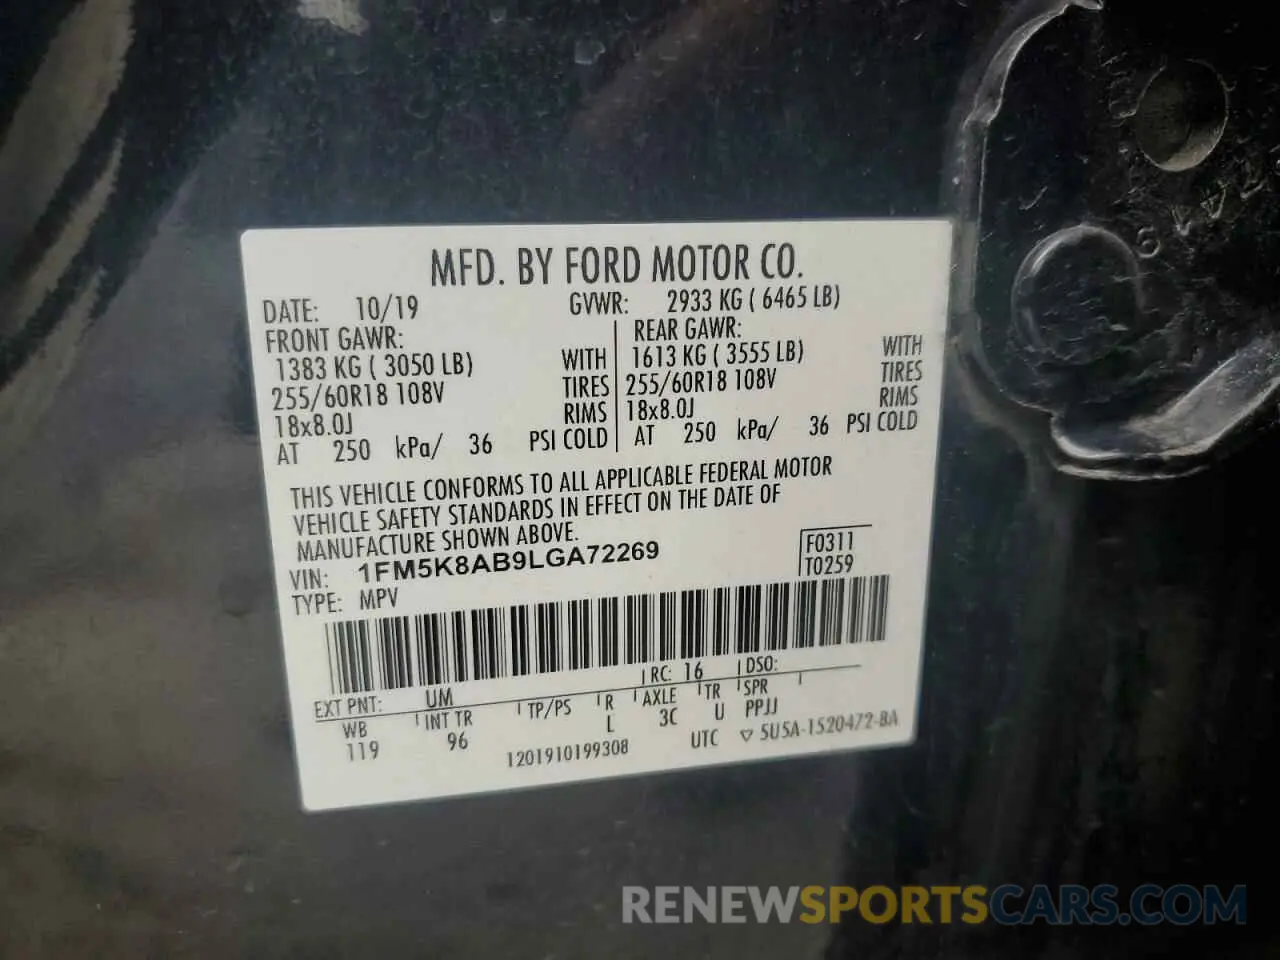 MFD. BY FORD MOTOR CO.
DATE: 10/19 GVWR: 2933 KG ( 6465 LB)
FRONT GAWR: REAR GAWR:
1383 KG ( 3050 LB) WITH 1613 KG ( 3555 LB) WITH
255/60R18 108V TIRES 255/60R18 108V TIRES
18x8.0J RIMS 18x8.0J RIMS
AT 250 kPa/ 36 PSI COLD AT 250 kPa/ 36 PSI COLD
THIS VEHICLE CONFORMS TO ALL APPLICABLE FEDERAL MOTOR
VEHICLE SAFETY STANDARDS IN EFFECT ON THE DATE OF
MANUFACTURE SHOWN ABOVE.
VIN: 1FM5K8AB9LGA72269 F0311
TYPE: MPV T0259
EXT PNT: UM RC: 16 DSO:
WB INT TR TP/PS R AXLE TR SPR
119 96 L 3C U PPJJ
1201910199308 UTC ▽ 5U5A-1520472-BA
44
6
RENEWSPORTSCARS.COM